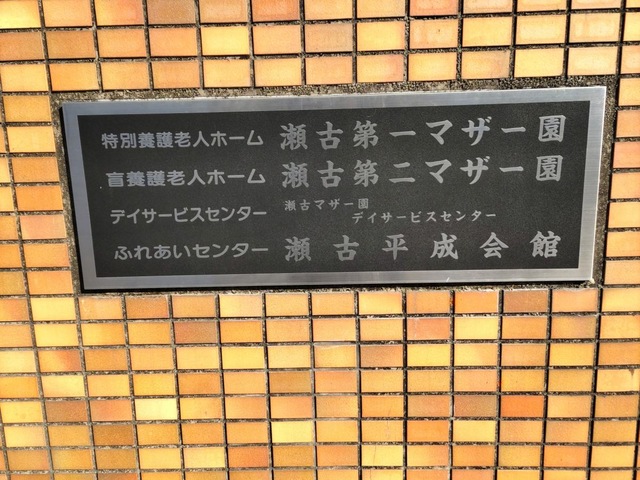 特別養護老人ホーム 瀬古第一マザー園
盲養護老人ホーム 瀬古第二マザー園
デイサービスセンター 瀬古マザー園
デイサービスセンター
ふれあいセンター 瀬古平成会館